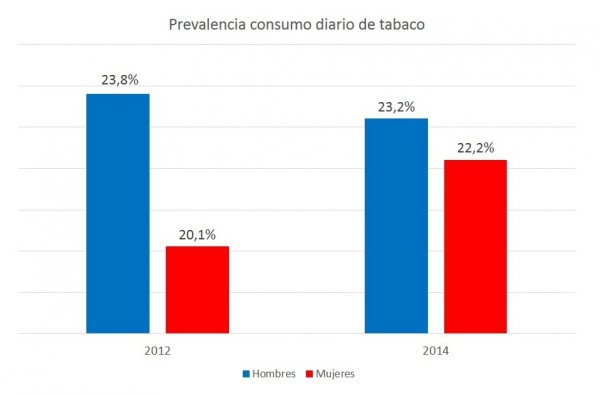 Prevalencia consumo diario de tabaco
23,8%
20,1%
23,2%
22,2%
2012
2014
Hombres
Mujeres